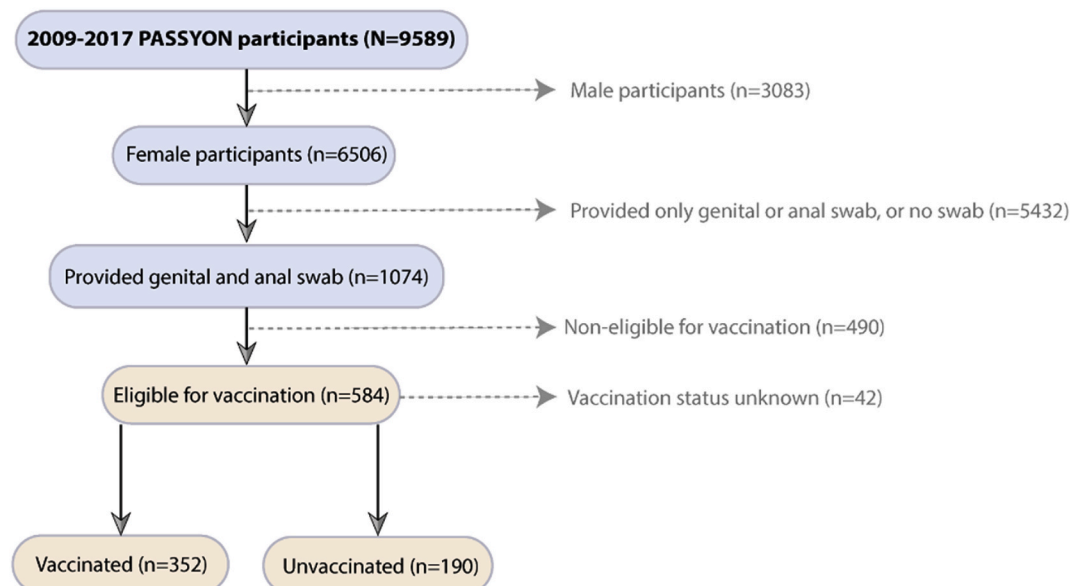 2009-2017 PASSYON participants (N=9589)
Male participants (n=3083)
Female participants (n=6506)
Provided only genital or anal swab, or no swab (n=5432)
Provided genital and anal swab (n=1074)
Non-eligible for vaccination (n=490)
Eligible for vaccination (n=584)
Vaccination status unknown (n=42)
Vaccinated (n=352)
Unvaccinated (n=190)